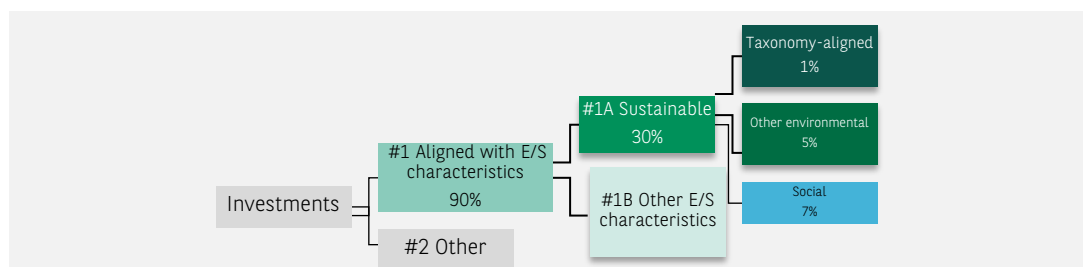 Taxonomy-aligned
1%
#1A Sustainable
30%
Other environmental
5%
#1 Aligned with E/S
characteristics
90%
Investments
#1B Other E/S
characteristics
Social
7%
#2 Other